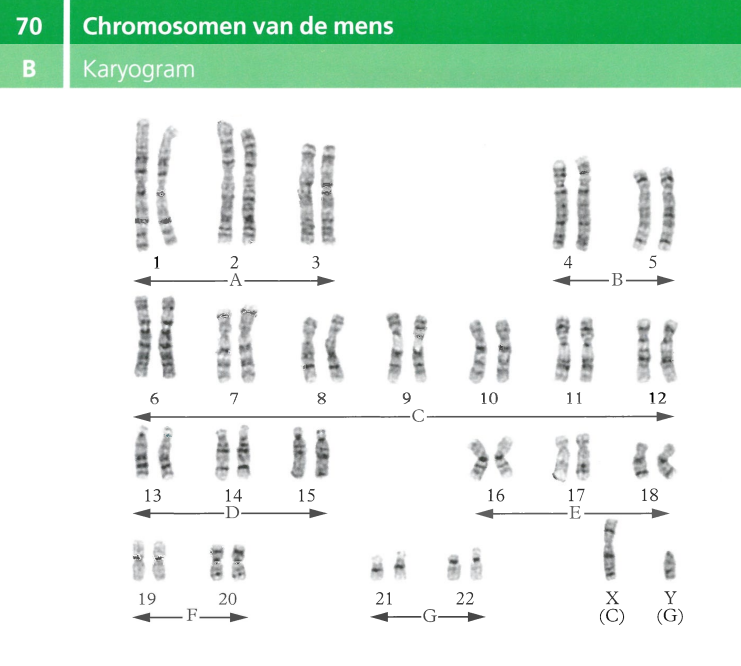 70 Chromosomen van de mens
B Karyogram
1 2 3 4 5
A B
6 7 8 9 10 11 12
C
13 14 15 16 17 18
D E
19 20 21 22 X Y
F G (C) (G)